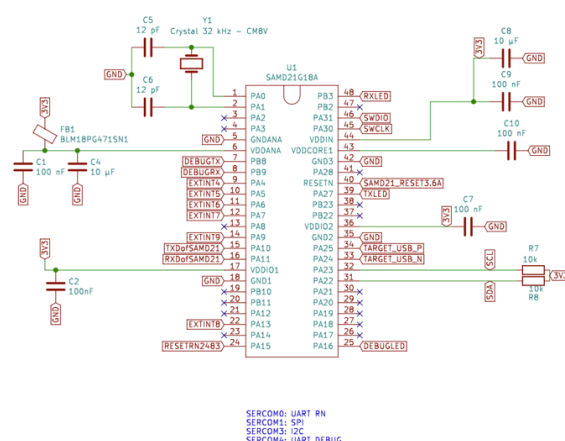 C5
12 pF
Y1
Crystal 32 kHz - CMBV
GND
C6
12 pF
U1
SAMD21G18A
C8
10 µF
3V3
GND
C9
100 nF
GND
C10
100 nF
GND
3V3
FB1
BLM18PG471SN1
C1
100 nF
C4
10 µF
GND
GND
1 PA0
2 PA1
3 PA2
4 PA3
GND 5 GNDANA
6 VDDANA
DEBUGTX 7 PB8
DEBUGRX 8 PB9
EXTINT4 9 PA4
EXTINT5 10 PA5
EXTINT6 11 PA6
EXTINT7 12 PA7
13 PA8
EXTINT9 14 PA9
TXDofSAMD21 15 PA10
RXDofSAMD21 16 PA11
17 VDDIO1
GND 18 GND1
19 PB10
20 PB11
21 PA12
22 PA13
EXTINT8 23 PA14
RESETRN2483 24 PA15
PB3 48 RXLED
PB2 47
PA31 46 SWDIO
PA30 45 SWCLK
VDDIN 44
VDDCORE1 43
GND3 42 GND
PA28 41
RESETN 40 SAMD21_RESET3.6A
PA27 39 TXLED
PB23 38
PB22 37
VDDIO2 36
GND2 35 GND
PA25 34 TARGET_USB_P
PA24 33 TARGET_USB_N
PA23 32
PA22 31
PA21 30
PA20 29
PA19 28
PA18 27
PA17 26
PA16 25 DEBUGLED
3V3
C7
100 nF
GND
3V3
C2
100nF
GND
SCL
SDA
R7
10k
10k
R8
SERCOM0: UART RN
SERCOM1: SPI
SERCOM3: I2C
SERCOM4: UART DEBUG